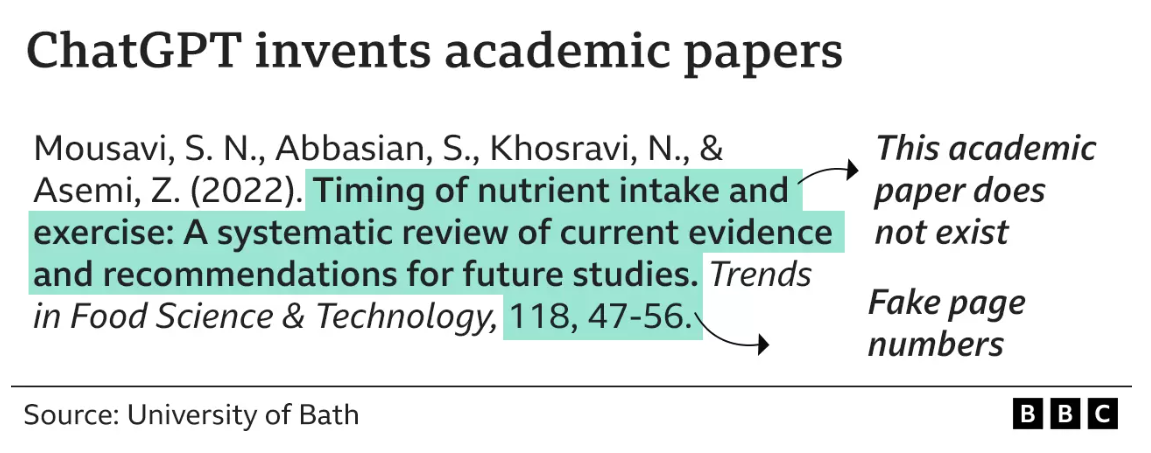 ChatGPT invents academic papers
Mousavi, S. N., Abbasian, S., Khosravi, N., &
Asemi, Z. (2022). Timing of nutrient intake and
exercise: A systematic review of current evidence
and recommendations for future studies. Trends
in Food Science & Technology, 118, 47-56.
This academic
paper does
not exist
Fake page
numbers
Source: University of Bath
BBC